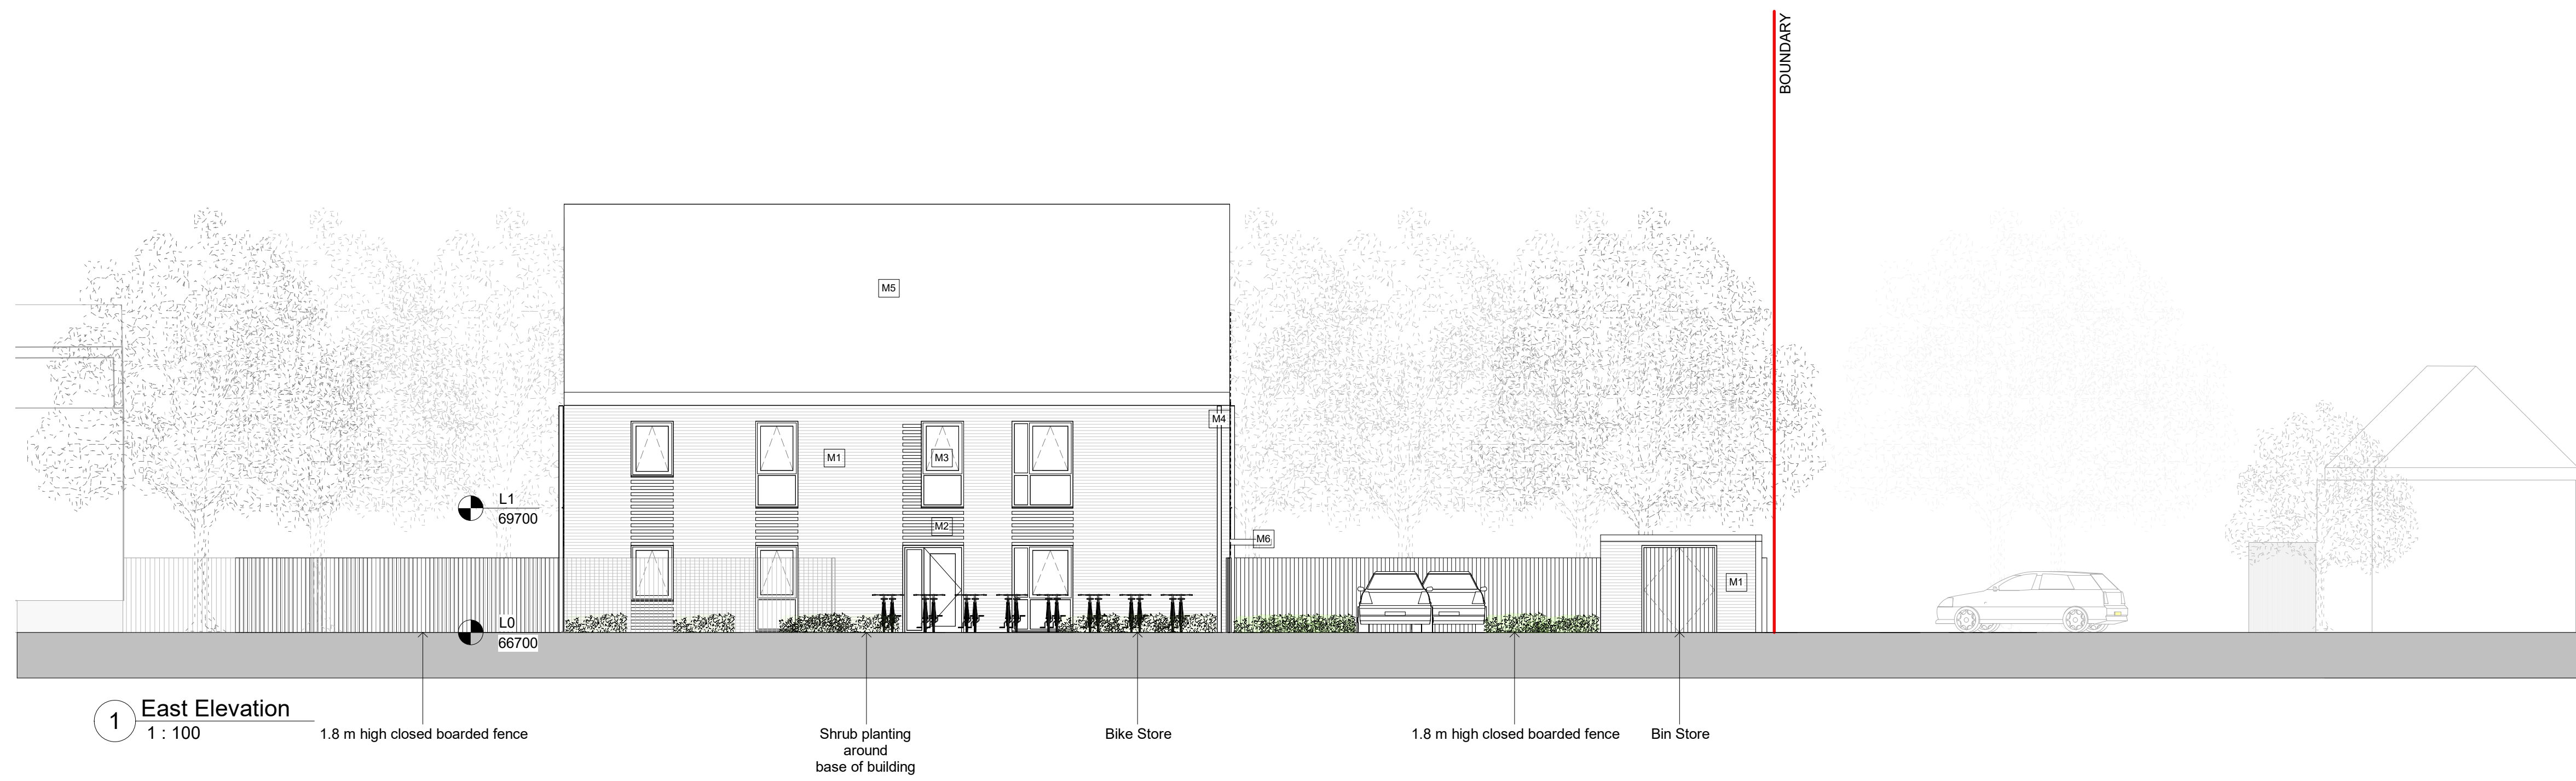 BOUNDARY
M5
M4
M1
M3
L1
69700
M2
M6
M1
L0
66700
1
East Elevation
1 : 100
1.8 m high closed boarded fence
Shrub planting
around
base of building
Bike Store
1.8 m high closed boarded fence
Bin Store